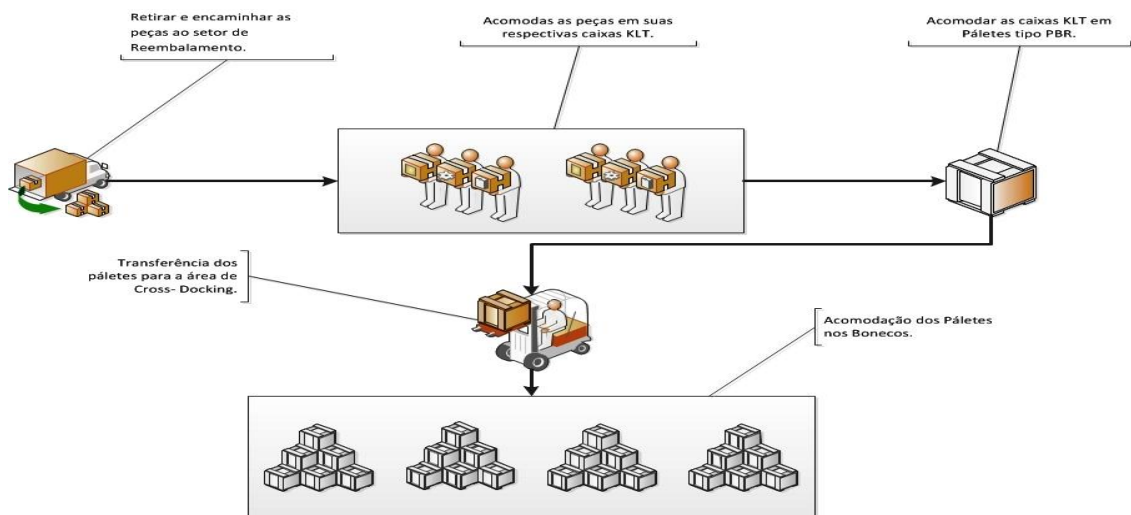 Retirar e encaminhar as
peças ao setor de
Reembalamento.
Acomodas as peças em suas
respectivas caixas KLT.
Acomodar as caixas KLT em
Páletes tipo PBR.
Transferência dos
páletes para a área de
Cross- Docking.
Acomodação dos Páletes
nos Bonecos.